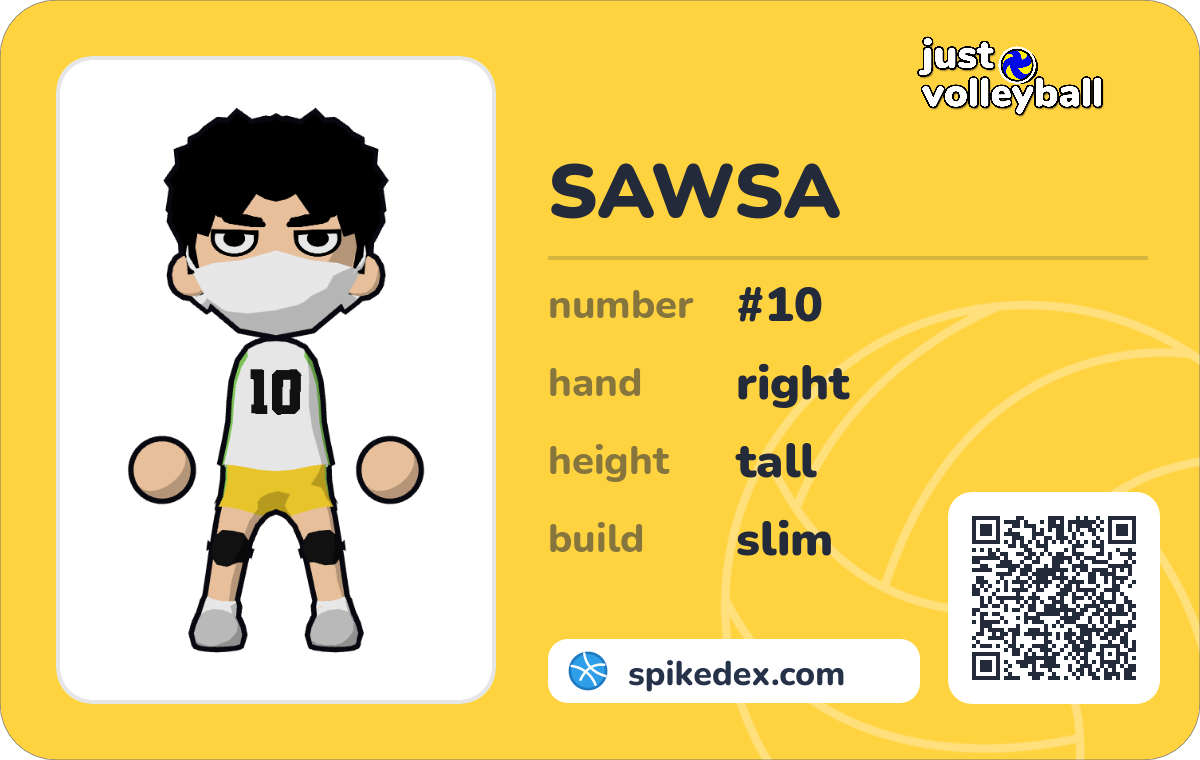 just
volleyball
SAWSA
number #10
hand right
height tall
build slim
10
spikedex.com